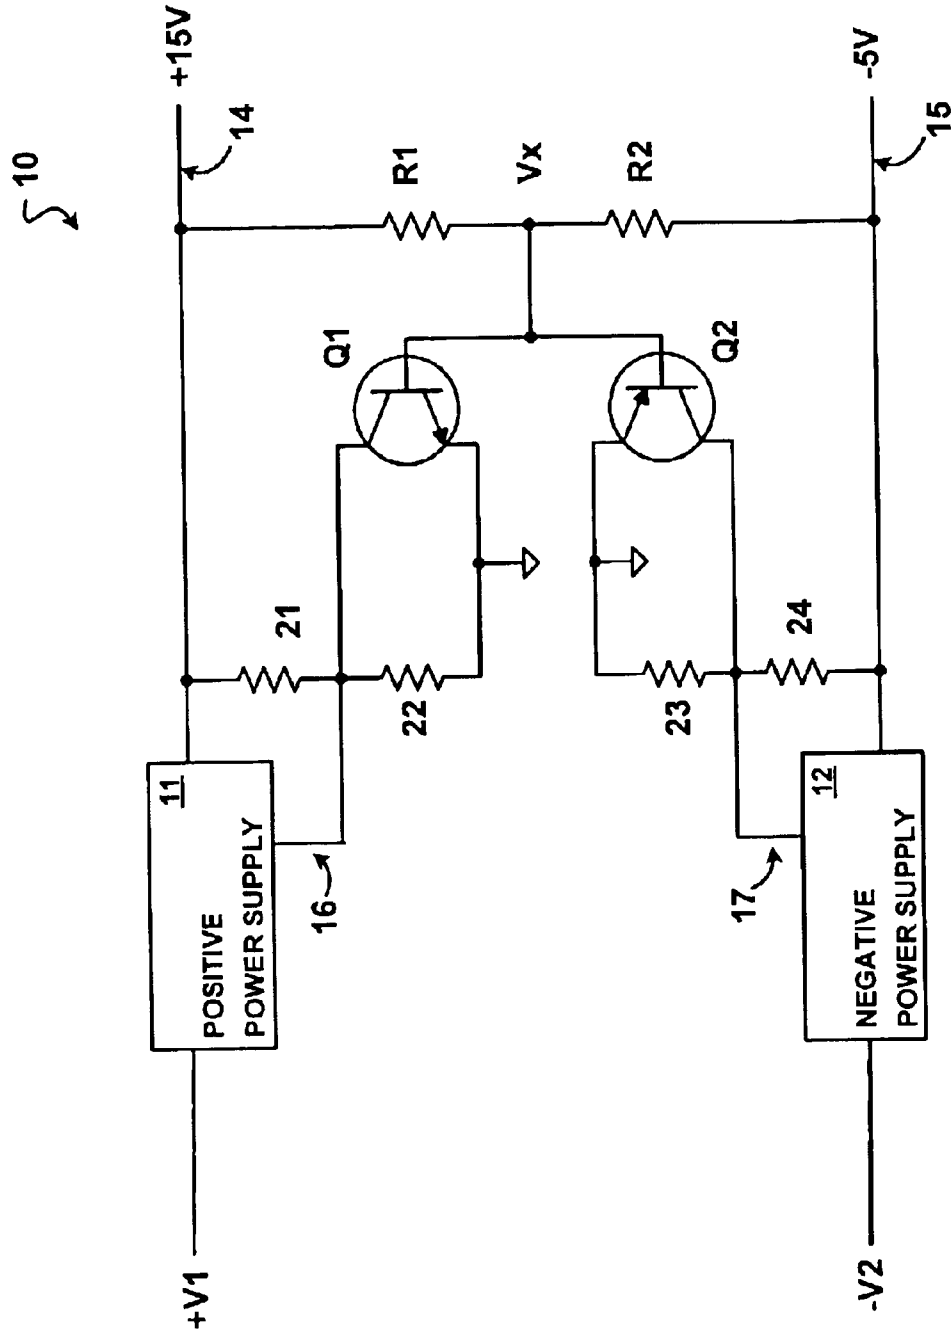 10
+15V
14
-5V
15
R1
Vx
R2
Q1
Q2
21
22
23
24
11
POSITIVE
POWER SUPPLY
16
12
NEGATIVE
POWER SUPPLY
17
+V1
-V2